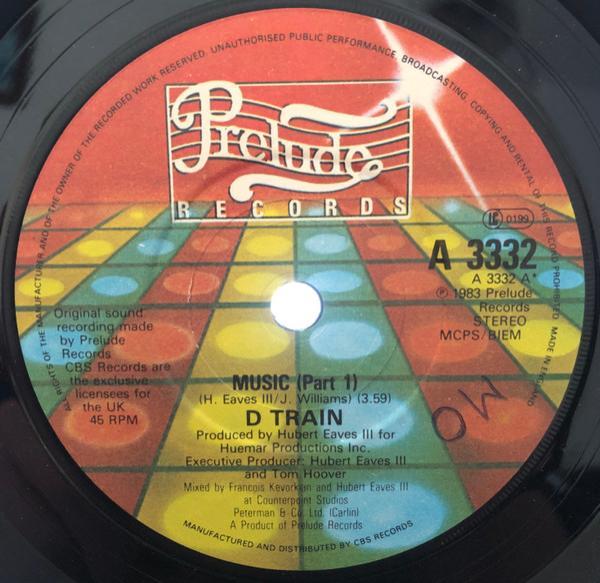 ALL RIGHTS OF THE MANUFACTURER AND OF THE OWNER OF THE RECORDED WORK RESERVED. UNAUTHORISED PUBLIC PERFORMANCE, BROADCASTING, COPYING AND RENTAL OF THIS RECORD PROHIBITED. MADE IN ENGLAND
Prelude
RECORDS
LC 0199
A 3332
A 3332 A*
℗ 1983 Prelude
Records
STEREO
MCPS/BIEM
Original sound
recording made
by Prelude
Records
CBS Records are
the exclusive
licensees for
the UK
45 RPM
MUSIC (Part 1)
(H. Eaves III/J. Williams) (3.59)
D TRAIN
Produced by Hubert Eaves III for
Huemar Productions Inc.
Executive Producer: Hubert Eaves III
and Tom Hoover
Mixed by Francois Kevorkian and Hubert Eaves III
at Counterpoint Studios
Peterman & Co. Ltd. (Carlin)
A Product of Prelude Records
MANUFACTURED AND DISTRIBUTED BY CBS RECORDS